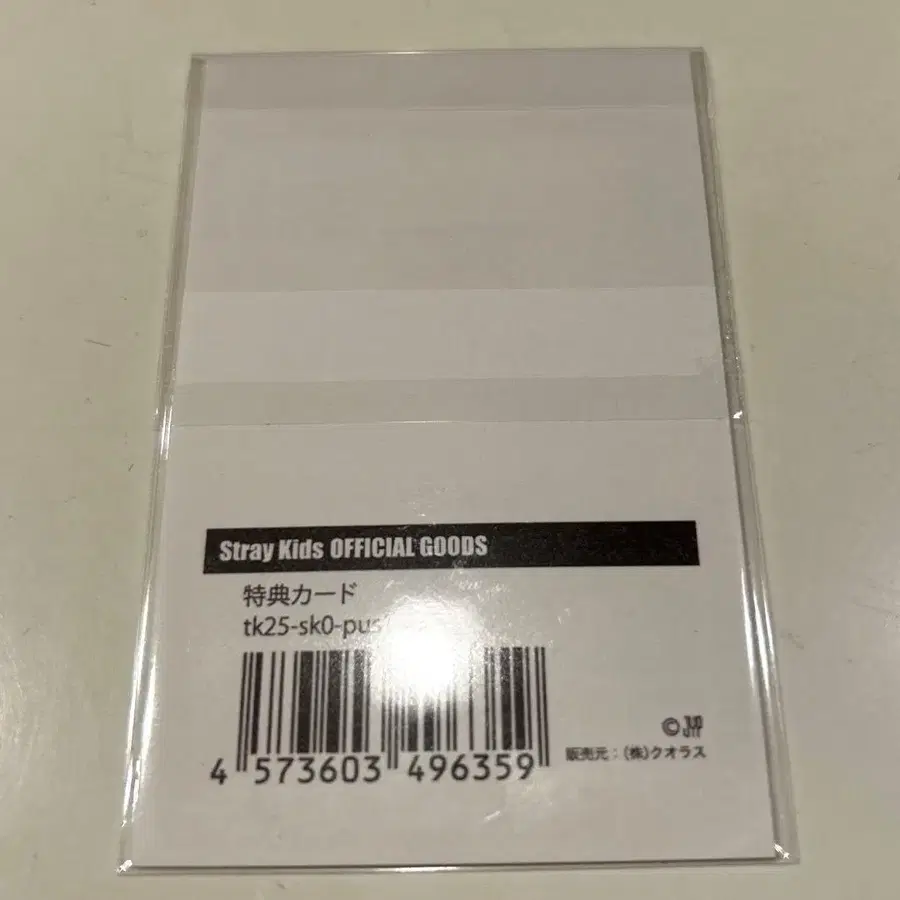 Stray Kids OFFICIAL GOODS
特典カード
tk25-sk0-pus
4 573603 496359
©
販売元：(株)クオラス